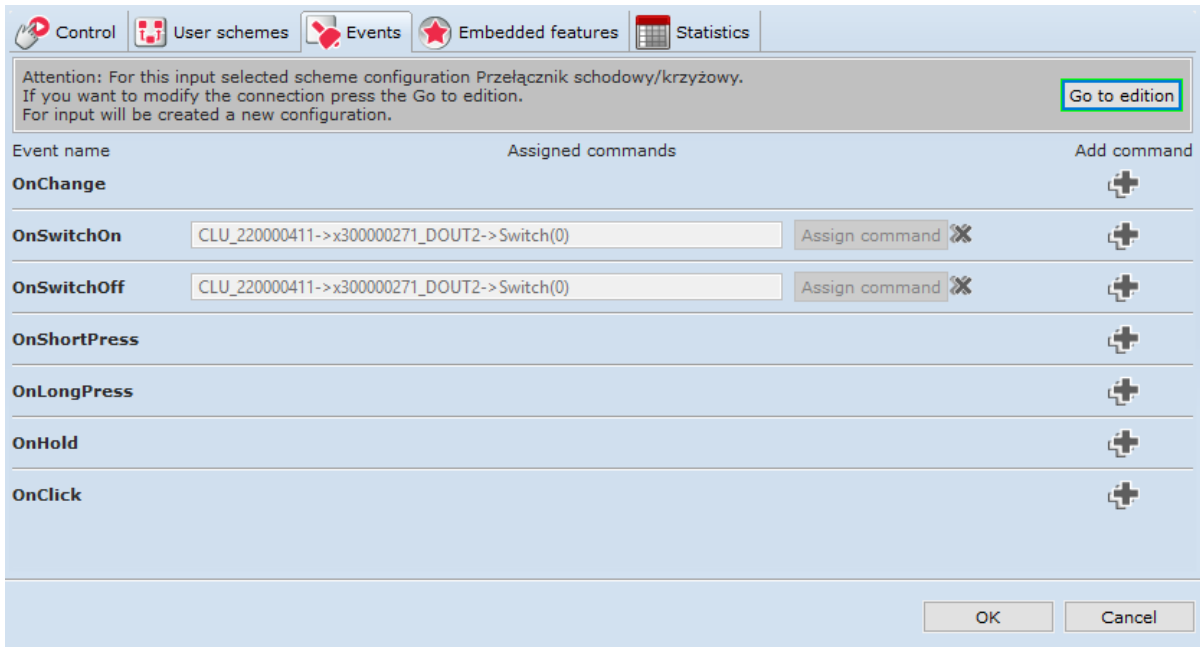 Control User schemes Events Embedded features Statistics
Attention: For this input selected scheme configuration Przełącznik schodowy/krzyżowy.
If you want to modify the connection press the Go to edition.
For input will be created a new configuration.
Go to edition
Event name Assigned commands Add command
OnChange
OnSwitchOn CLU_220000411->x300000271_DOUT2->Switch(0) Assign command
OnSwitchOff CLU_220000411->x300000271_DOUT2->Switch(0) Assign command
OnShortPress
OnLongPress
OnHold
OnClick
OK Cancel